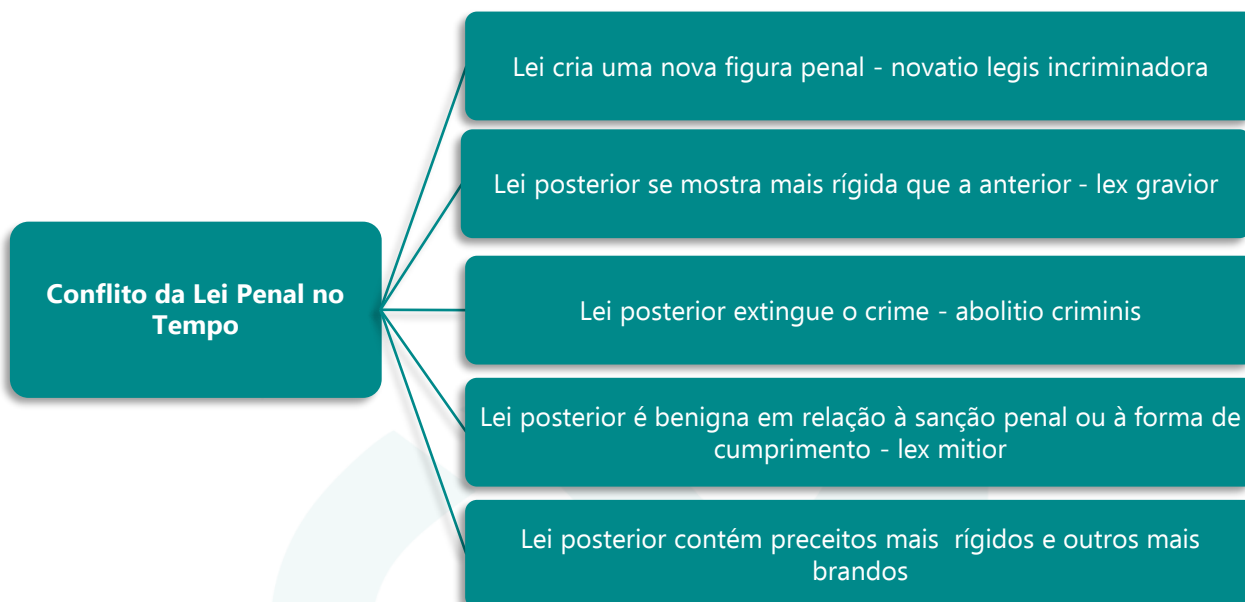 Lei cria uma nova figura penal - novatio legis incriminadora
Lei posterior se mostra mais rígida que a anterior - lex gravior
Conflito da Lei Penal no
Tempo
Lei posterior extingue o crime - abolitio criminis
Lei posterior é benigna em relação à sanção penal ou à forma de
cumprimento - lex mitior
Lei posterior contém preceitos mais rígidos e outros mais
brandos